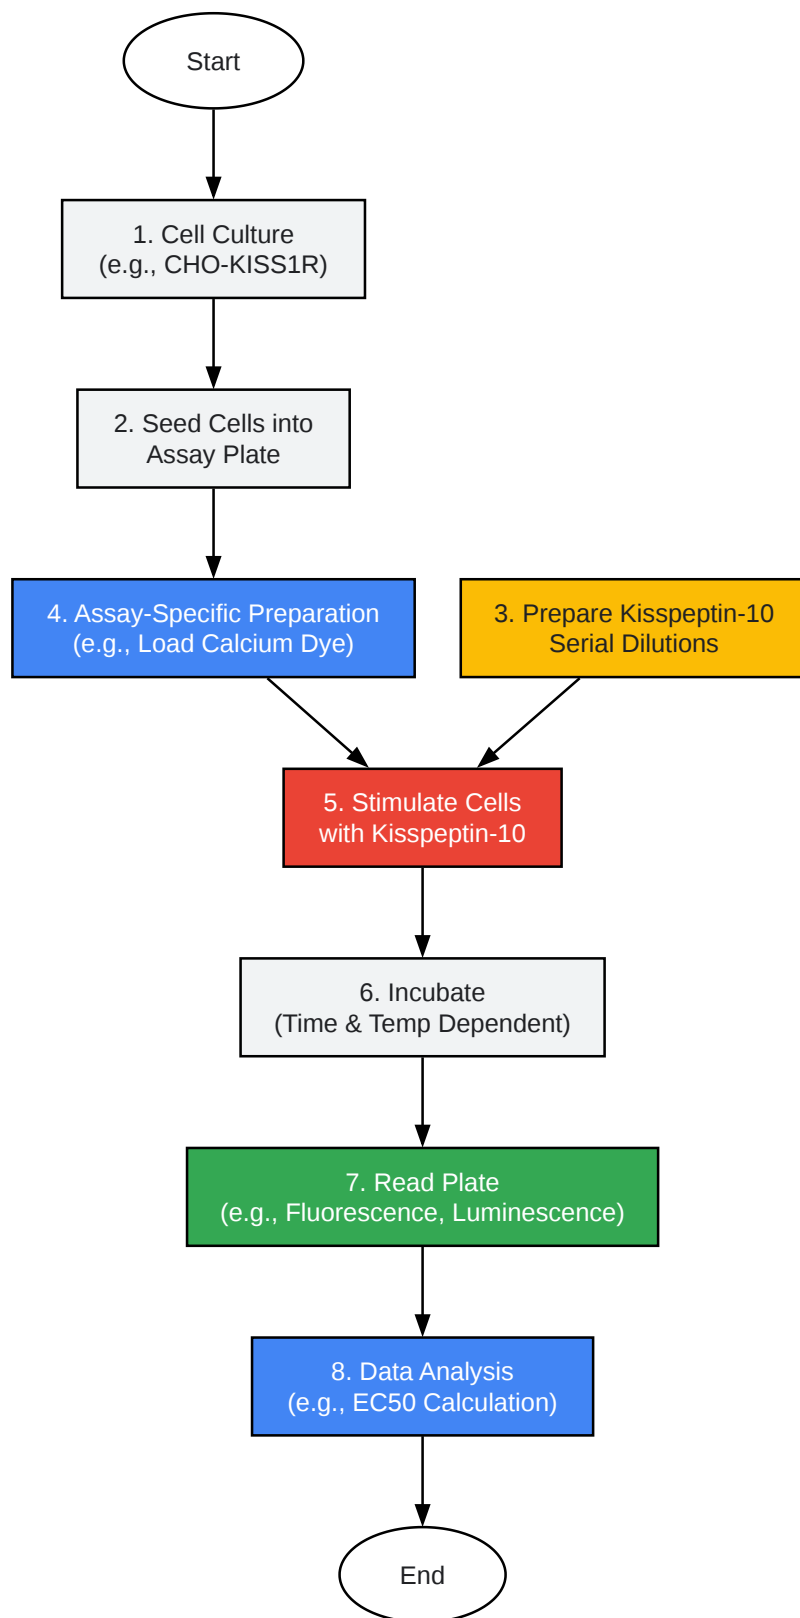 Start
1. Cell Culture
(e.g., CHO-KISS1R)
2. Seed Cells into
Assay Plate
4. Assay-Specific Preparation
(e.g., Load Calcium Dye)
3. Prepare Kisspeptin-10
Serial Dilutions
5. Stimulate Cells
with Kisspeptin-10
6. Incubate
(Time & Temp Dependent)
7. Read Plate
(e.g., Fluorescence, Luminescence)
8. Data Analysis
(e.g., EC50 Calculation)
End